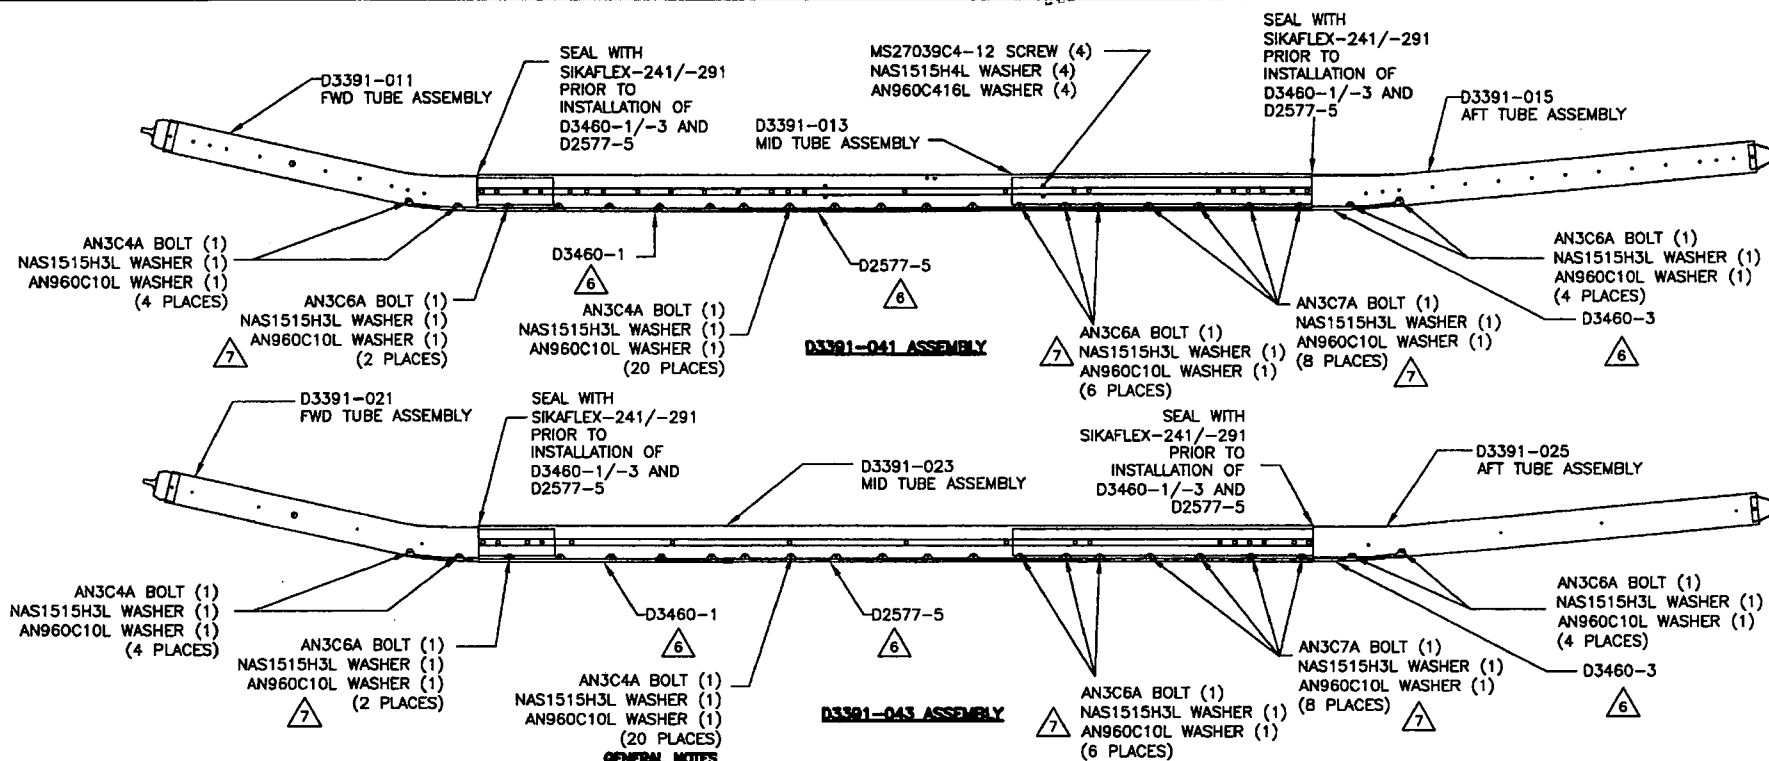 SEAL WITH
SIKAFLEX-241/-291
PRIOR TO
INSTALLATION OF
D3460-1/-3 AND
D2577-5
MS27039C4-12 SCREW (4)
NAS1515H4L WASHER (4)
AN960C416L WASHER (4)
SEAL WITH
SIKAFLEX-241/-291
PRIOR TO
INSTALLATION OF
D3460-1/-3 AND
D2577-5
D3391-011
FWD TUBE ASSEMBLY
D3391-013
MID TUBE ASSEMBLY
D3391-015
AFT TUBE ASSEMBLY
AN3C4A BOLT (1)
NAS1515H3L WASHER (1)
AN960C10L WASHER (1)
(4 PLACES)
AN3C6A BOLT (1)
NAS1515H3L WASHER (1)
AN960C10L WASHER (1)
(2 PLACES)
7
D3460-1
6
AN3C4A BOLT (1)
NAS1515H3L WASHER (1)
AN960C10L WASHER (1)
(20 PLACES)
D2577-5
6
D3391-041 ASSEMBLY
7
AN3C6A BOLT (1)
NAS1515H3L WASHER (1)
AN960C10L WASHER (1)
(6 PLACES)
AN3C7A BOLT (1)
NAS1515H3L WASHER (1)
AN960C10L WASHER (1)
(8 PLACES)
7
AN3C6A BOLT (1)
NAS1515H3L WASHER (1)
AN960C10L WASHER (1)
(4 PLACES)
D3460-3
6
D3391-021
FWD TUBE ASSEMBLY
SEAL WITH
SIKAFLEX-241/-291
PRIOR TO
INSTALLATION OF
D3460-1/-3 AND
D2577-5
D3391-023
MID TUBE ASSEMBLY
SEAL WITH
SIKAFLEX-241/-291
PRIOR TO
INSTALLATION OF
D3460-1/-3 AND
D2577-5
D3391-025
AFT TUBE ASSEMBLY
AN3C4A BOLT (1)
NAS1515H3L WASHER (1)
AN960C10L WASHER (1)
(4 PLACES)
AN3C6A BOLT (1)
NAS1515H3L WASHER (1)
AN960C10L WASHER (1)
(2 PLACES)
7
D3460-1
6
AN3C4A BOLT (1)
NAS1515H3L WASHER (1)
AN960C10L WASHER (1)
(20 PLACES)
D2577-5
6
D3391-043 ASSEMBLY
7
AN3C6A BOLT (1)
NAS1515H3L WASHER (1)
AN960C10L WASHER (1)
(6 PLACES)
AN3C7A BOLT (1)
NAS1515H3L WASHER (1)
AN960C10L WASHER (1)
(8 PLACES)
7
AN3C6A BOLT (1)
NAS1515H3L WASHER (1)
AN960C10L WASHER (1)
(4 PLACES)
D3460-3
6
GENERAL NOTES